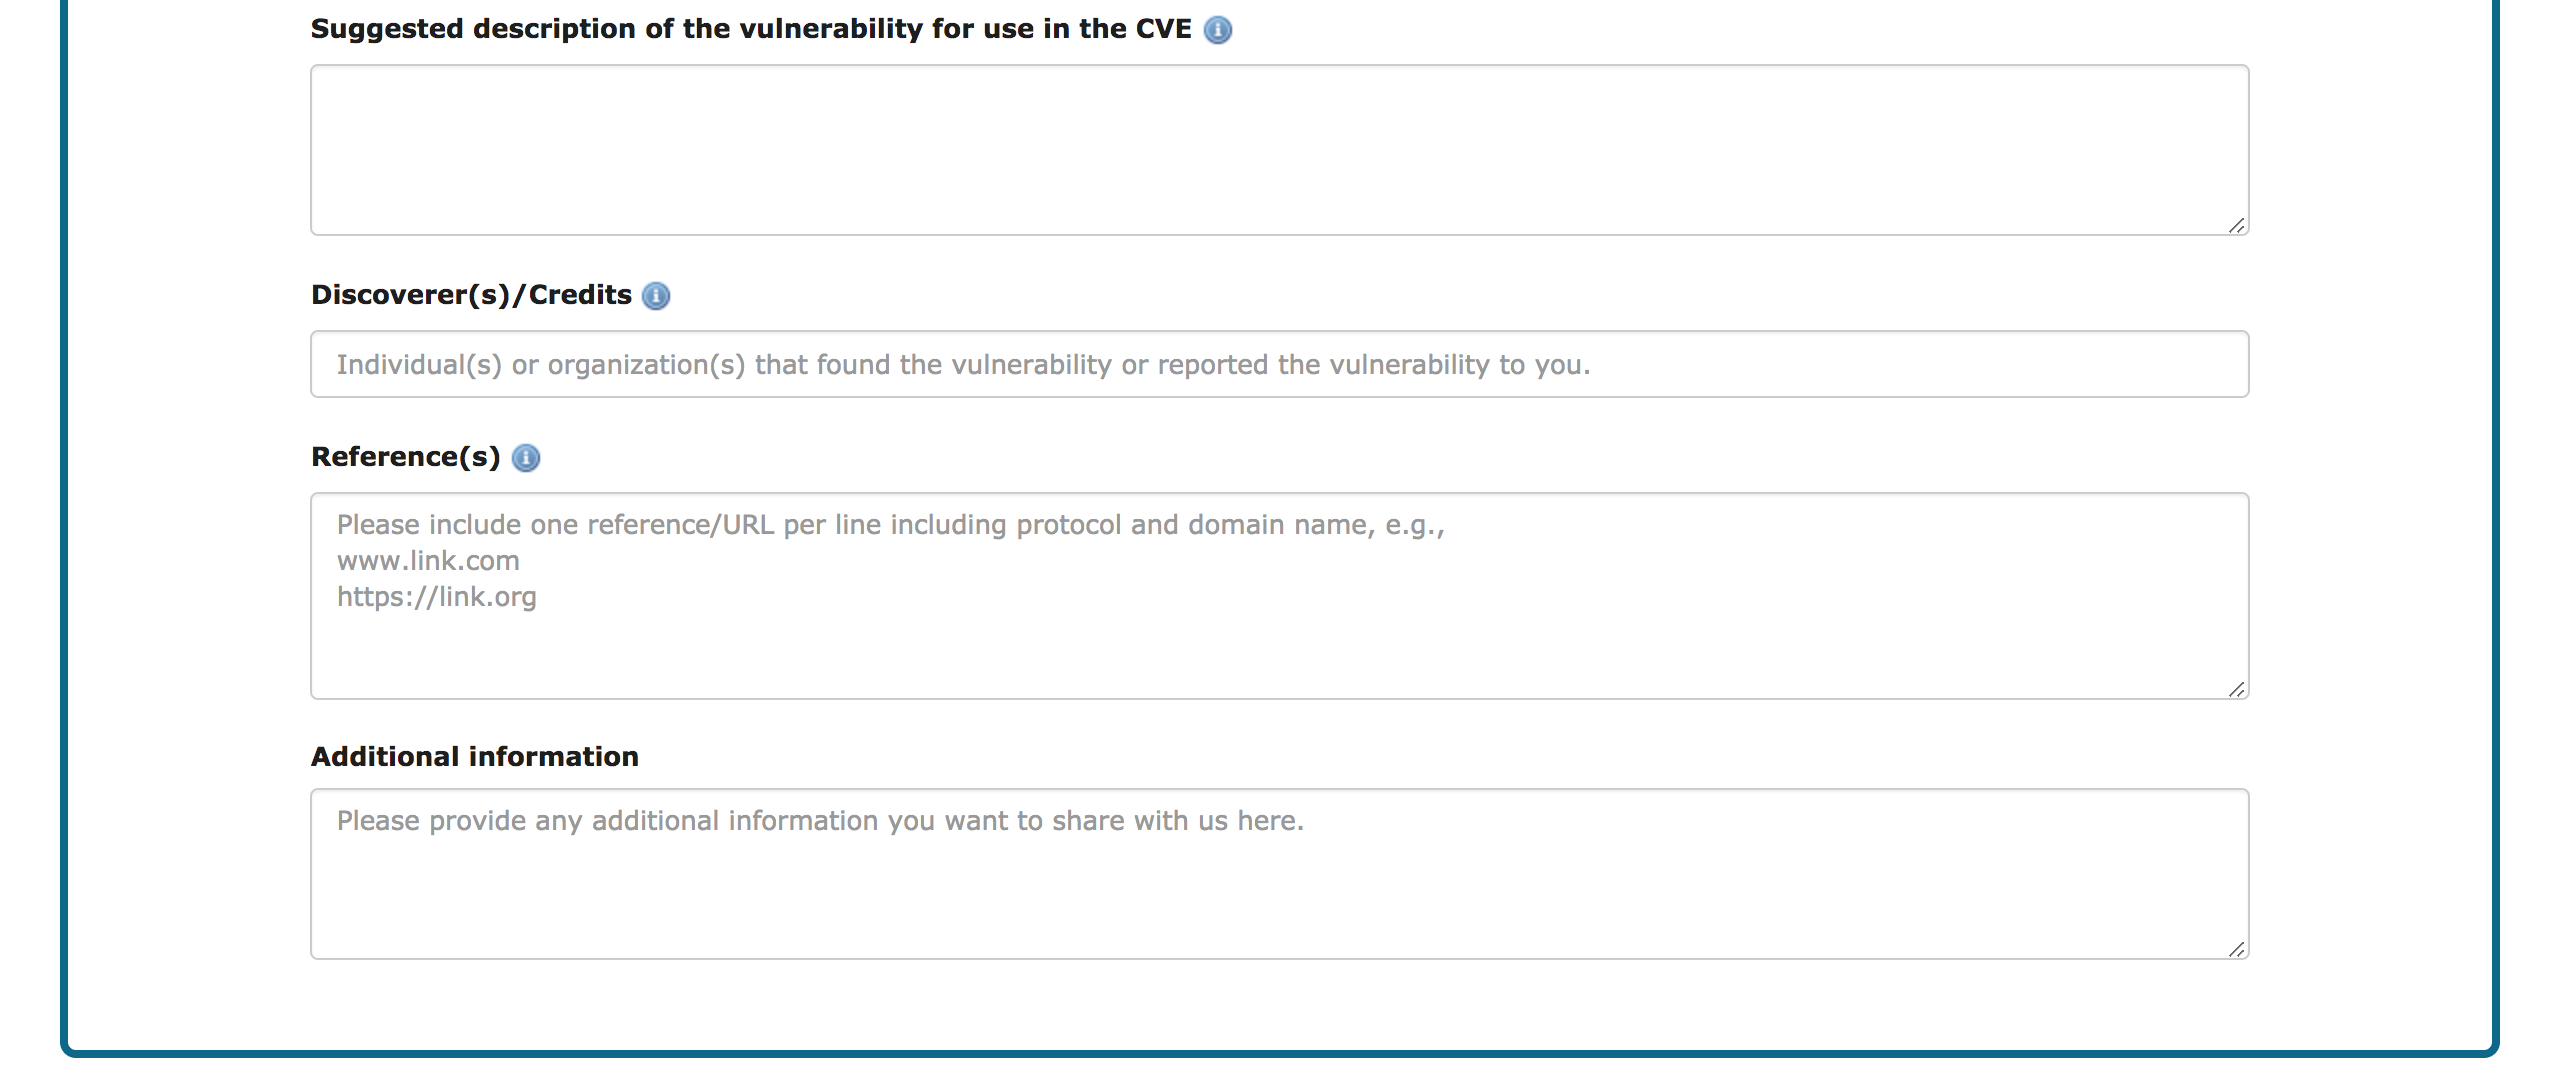 Suggested description of the vulnerability for use in the CVE
Discoverer(s)/Credits
Individual(s) or organization(s) that found the vulnerability or reported the vulnerability to you.
Reference(s)
Please include one reference/URL per line including protocol and domain name, e.g.,
www.link.com
https://link.org
Additional information
Please provide any additional information you want to share with us here.